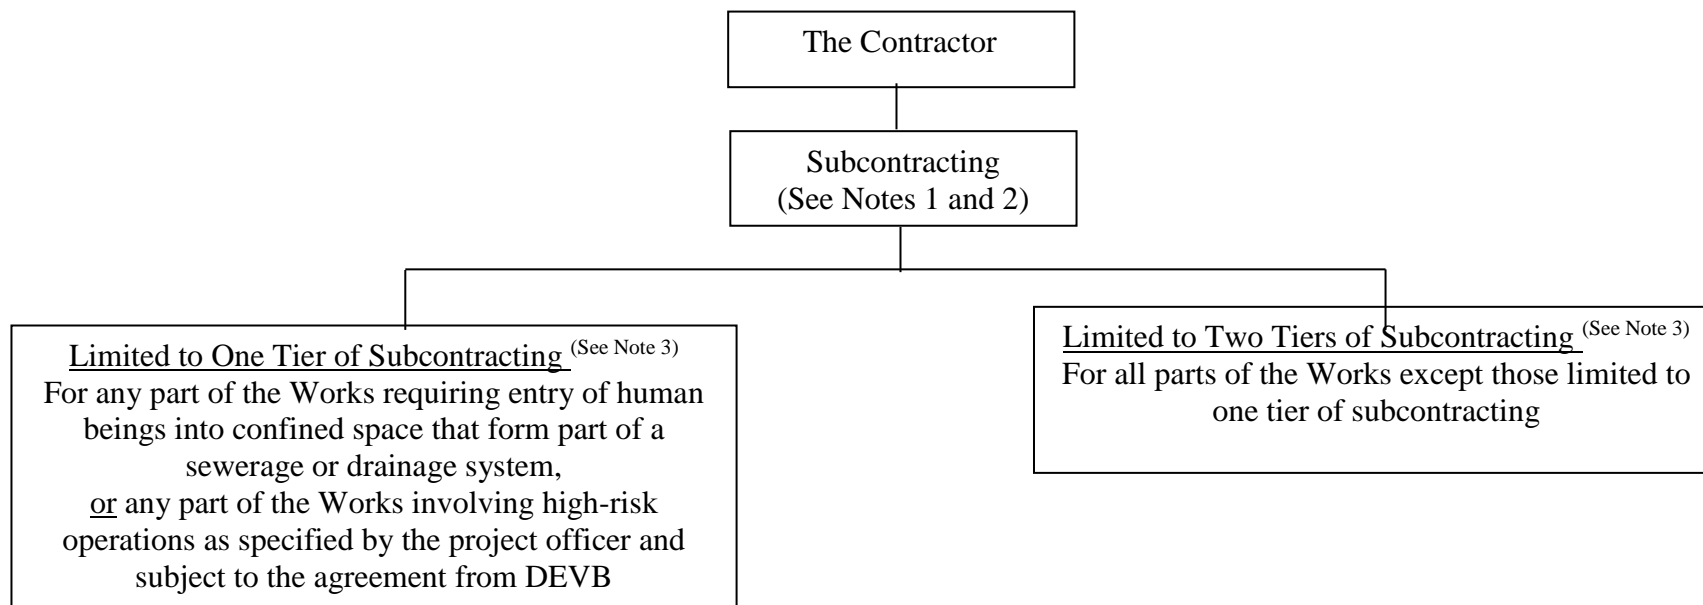 The Contractor
Subcontracting
(See Notes 1 and 2)
Limited to One Tier of Subcontracting (See Note 3)
For any part of the Works requiring entry of human
beings into confined space that form part of a
sewerage or drainage system,
or any part of the Works involving high-risk
operations as specified by the project officer and
subject to the agreement from DEVB
Limited to Two Tiers of Subcontracting (See Note 3)
For all parts of the Works except those limited to
one tier of subcontracting